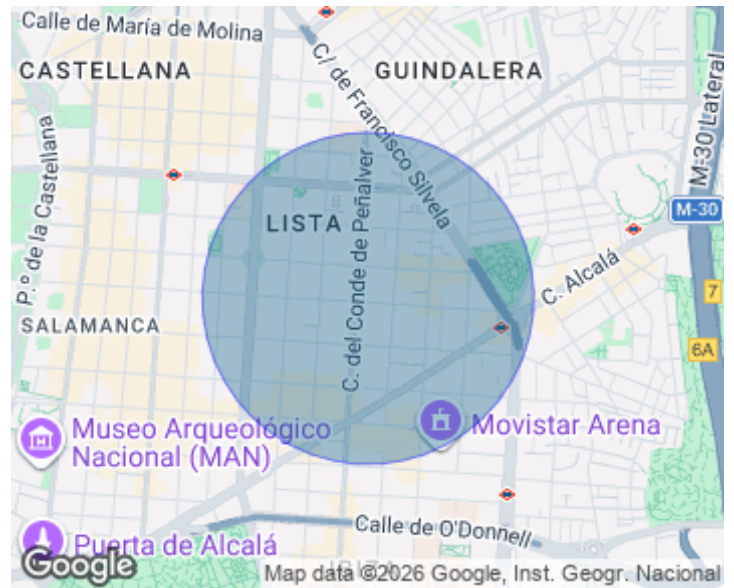 Calle de María de Molina
CASTELLANA
GUINDALERA
C/ de Francisco Silvela
M-30 Lateral
P.º de la Castellana
LISTA
C. del Conde de Peñalver
M-30
C. Alcalá
7
SALAMANCA
6A
Museo Arqueológico
Nacional (MAN)
Movistar Arena
Calle de O'Donnell
Puerta de Alcalá
Google
IBIZA
Map data ©2026 Google, Inst. Geogr. Nacional